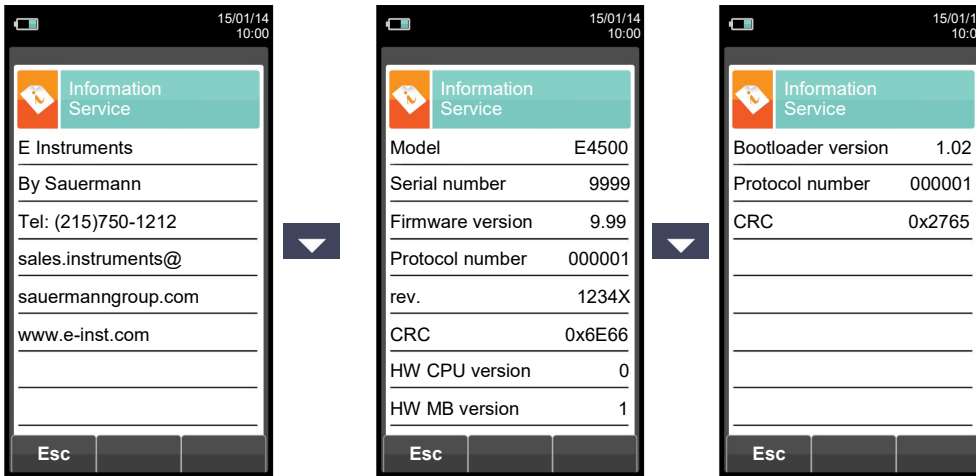 15/01/14
10:00
Information
Service
E Instruments
By Sauermann
Tel: (215)750-1212
sales.instruments@
sauermanngroup.com
www.e-inst.com
Esc
15/01/14
10:00
Information
Service
Model E4500
Serial number 9999
Firmware version 9.99
Protocol number 000001
rev. 1234X
CRC 0x6E66
HW CPU version 0
HW MB version 1
Esc
15/01/1
10:0
Information
Service
Bootloader version 1.02
Protocol number 000001
CRC 0x2765
Esc